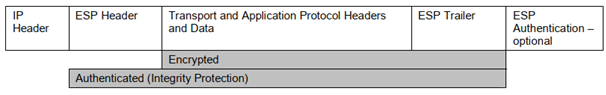 IP
Header
ESP Header
Transport and Application Protocol Headers
and Data
ESP Trailer
ESP
Authentication –
optional
Encrypted
Authenticated (Integrity Protection)